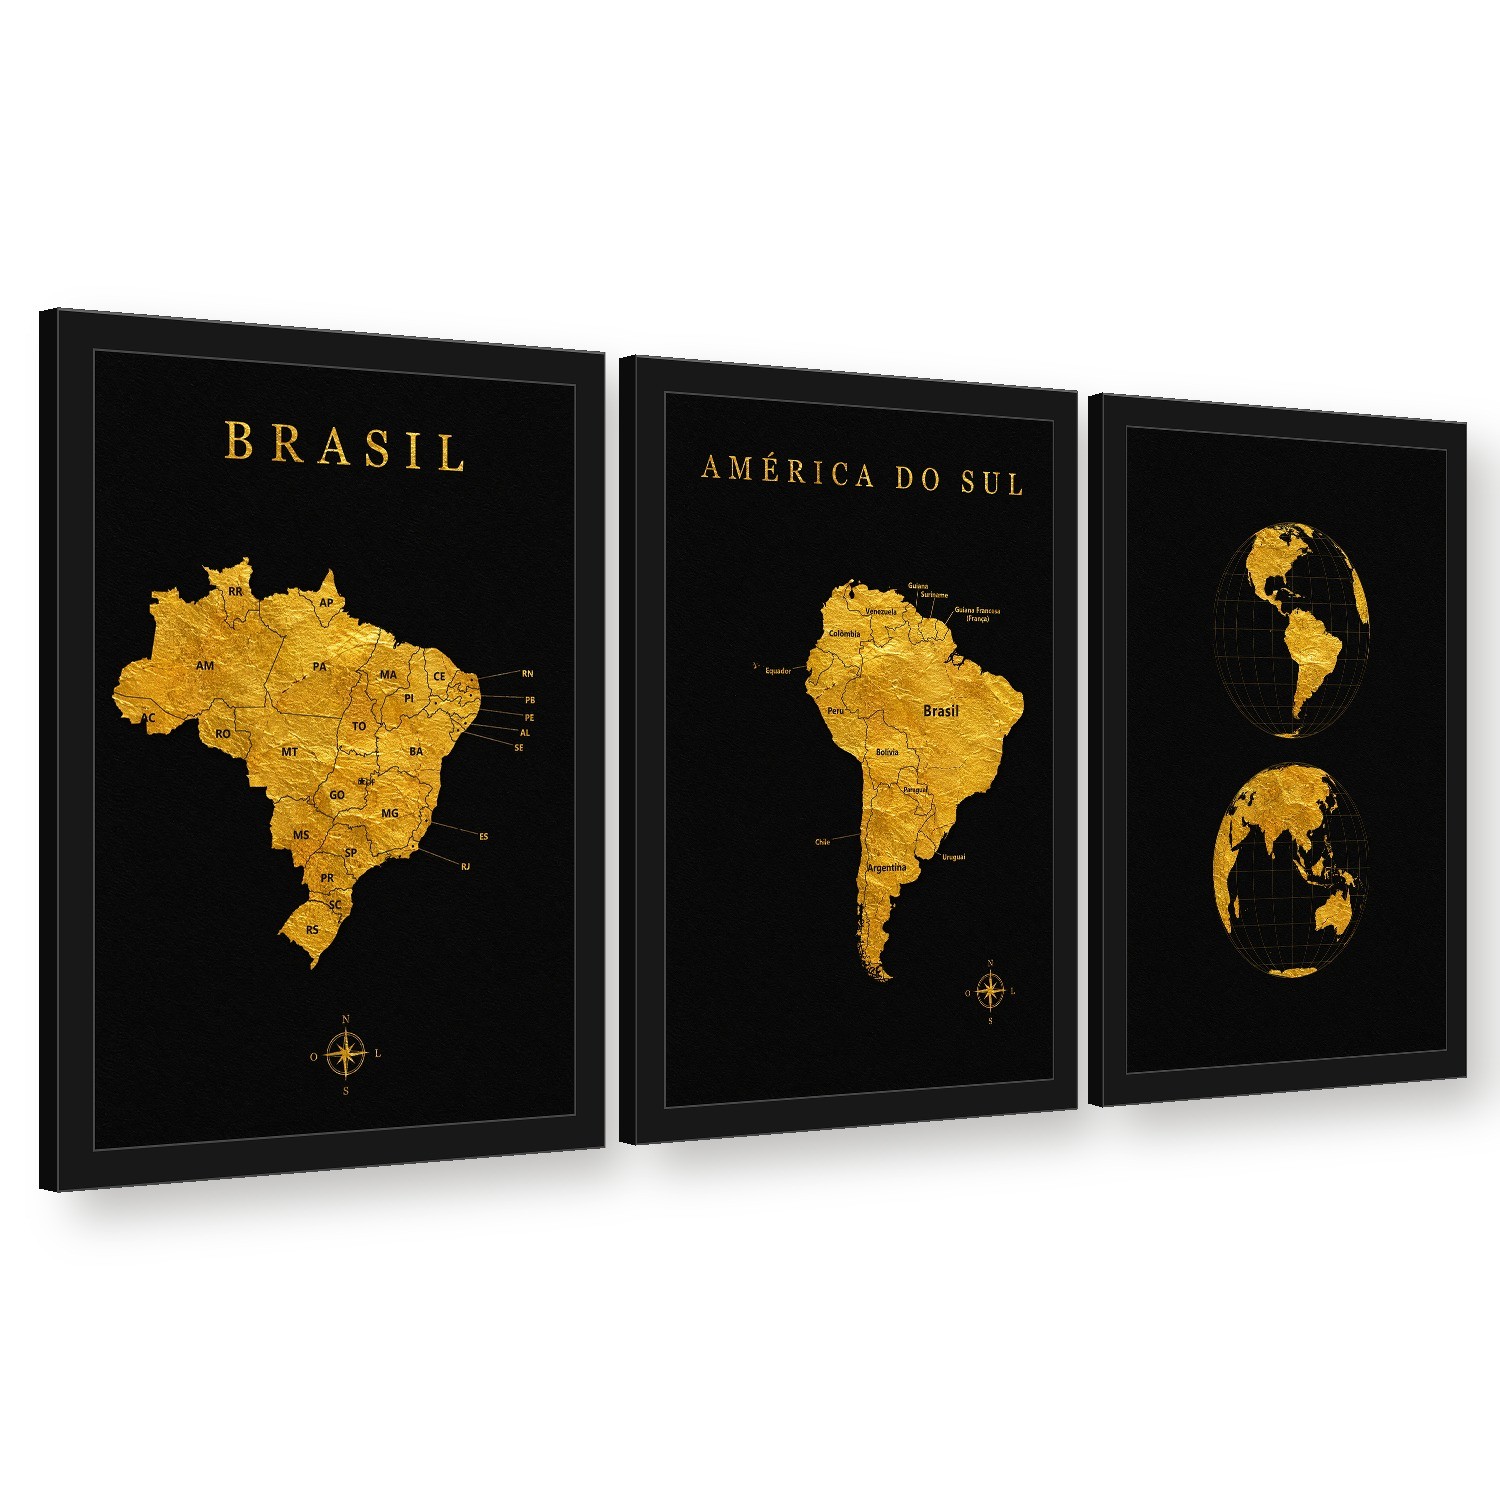 BRASIL
RR
AP
AM
PA
MA
CE
RN
PI
PB
AC
PE
RO
TO
AL
MT
BA
SE
DF
GO
MG
MS
ES
SP
RJ
PR
SC
RS
N
O
L
S
AMÉRICA DO SUL
Guiana
Suriname
Venezuela
Guiana Francesa
(França)
Colômbia
Equador
Peru
Brasil
Bolívia
Paraguai
Chile
Uruguai
Argentina
N
O
L
S